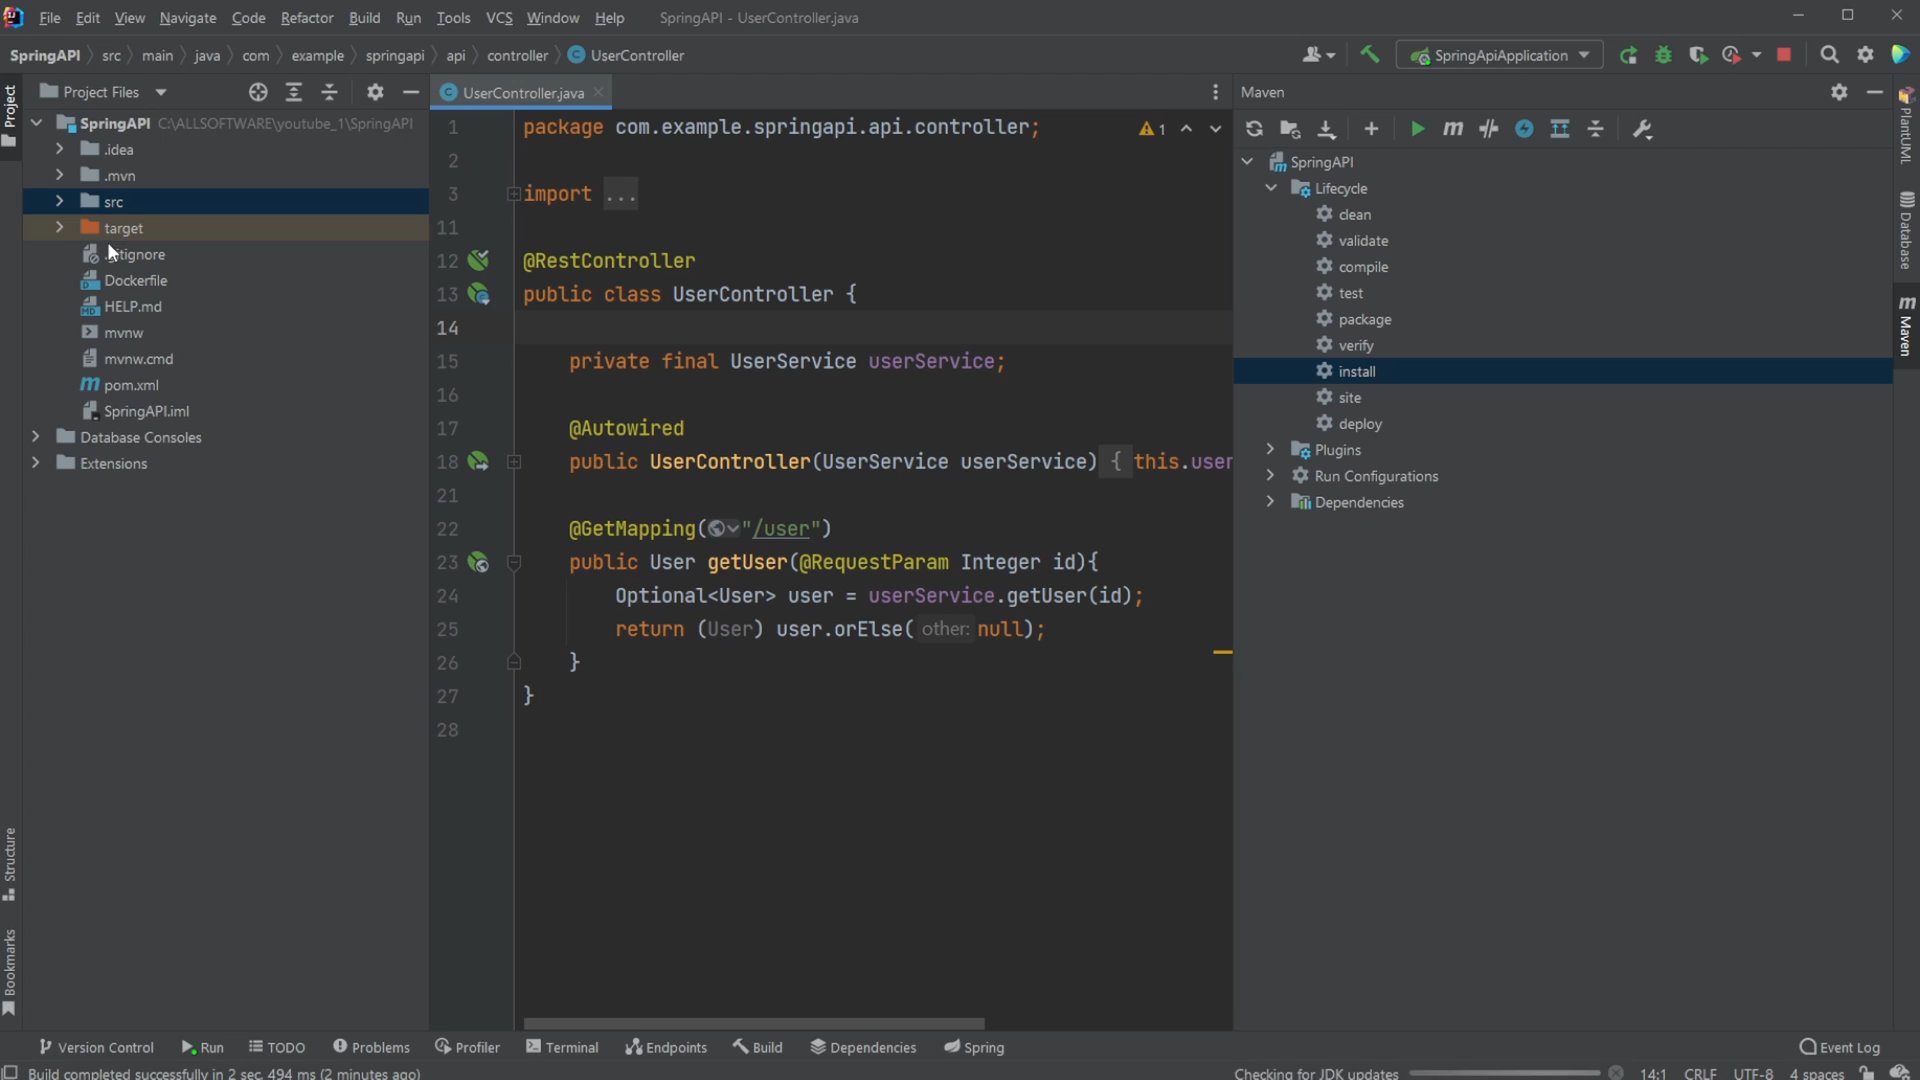 File Edit View Navigate Code Refactor Build Run Tools VCS Window Help SpringAPI - UserController.java
SpringAPI src main java com example springapi api controller UserController SpringApiApplication
Project Files
UserController.java
Maven
Project
SpringAPI C:\ALLSOFTWARE\youtube_1\SpringAPI
.idea
.mvn
src
target
tignore
Dockerfile
HELP.md
mvnw
mvnw.cmd
pom.xml
SpringAPI.iml
Database Consoles
Extensions
Structure
Bookmarks
1 package com.example.springapi.api.controller;
1
2
3 import ...
11
12 @RestController
13 public class UserController {
14
15 private final UserService userService;
16
17 @Autowired
18 public UserController(UserService userService) { this.user
21
22 @GetMapping("/user")
23 public User getUser(@RequestParam Integer id){
24 Optional<User> user = userService.getUser(id);
25 return (User) user.orElse( other: null);
26 }
27 }
28
m
SpringAPI
Lifecycle
clean
validate
compile
test
package
verify
install
site
deploy
Plugins
Run Configurations
Dependencies
PlantUML
Database
m Maven
Version Control Run TODO Problems Profiler Terminal Endpoints Build Dependencies Spring Event Log
Build completed successfully in 2 sec, 494 ms (2 minutes ago) Checking for JDK updates 14:1 CRLF UTF-8 4 spaces